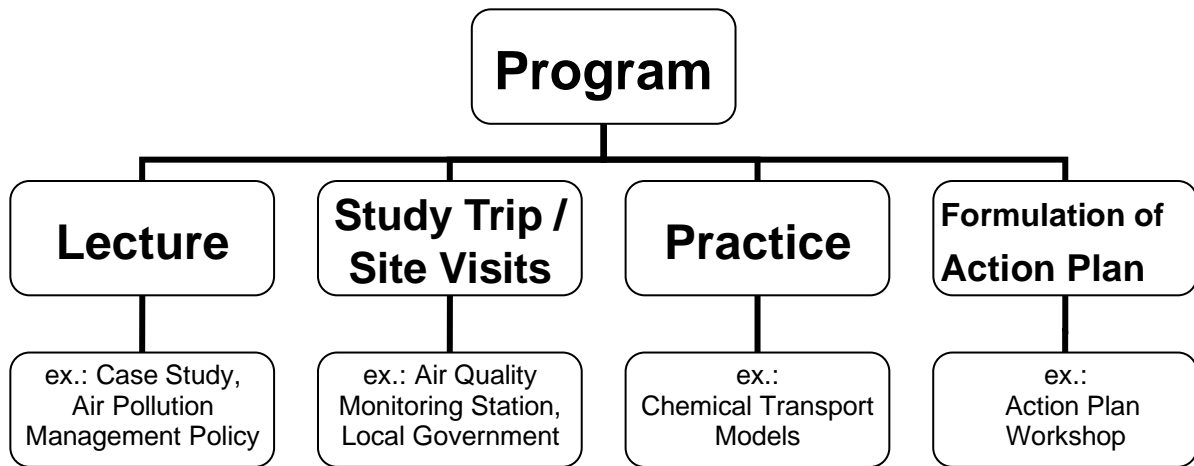 Program
Lecture
Study Trip /
Site Visits
Practice
Formulation of
Action Plan
ex.: Case Study,
Air Pollution
Management Policy
ex.: Air Quality
Monitoring Station,
Local Government
ex.:
Chemical Transport
Models
ex.:
Action Plan
Workshop